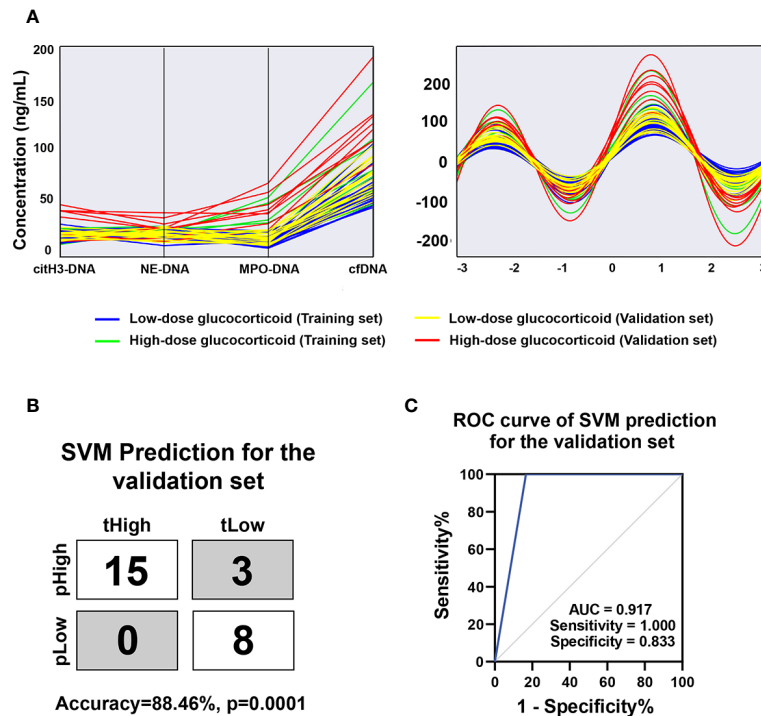 A
Concentration (ng/mL)
200
150
100
50
0
citH3-DNA NE-DNA MPO-DNA cfDNA
200
100
0
-100
-200
-3 -2 -1 0 1 2 3
Low-dose glucocorticoid (Training set)
High-dose glucocorticoid (Training set)
Low-dose glucocorticoid (Validation set)
High-dose glucocorticoid (Validation set)
B
SVM Prediction for the
validation set
tHigh tLow
pHigh 15 3
pLow 0 8
Accuracy=88.46%, p=0.0001
C
ROC curve of SVM prediction
for the validation set
Sensitivity%
100
80
60
40
20
0
AUC = 0.917
Sensitivity = 1.000
Specificity = 0.833
0 20 40 60 80 100
1 - Specificity%